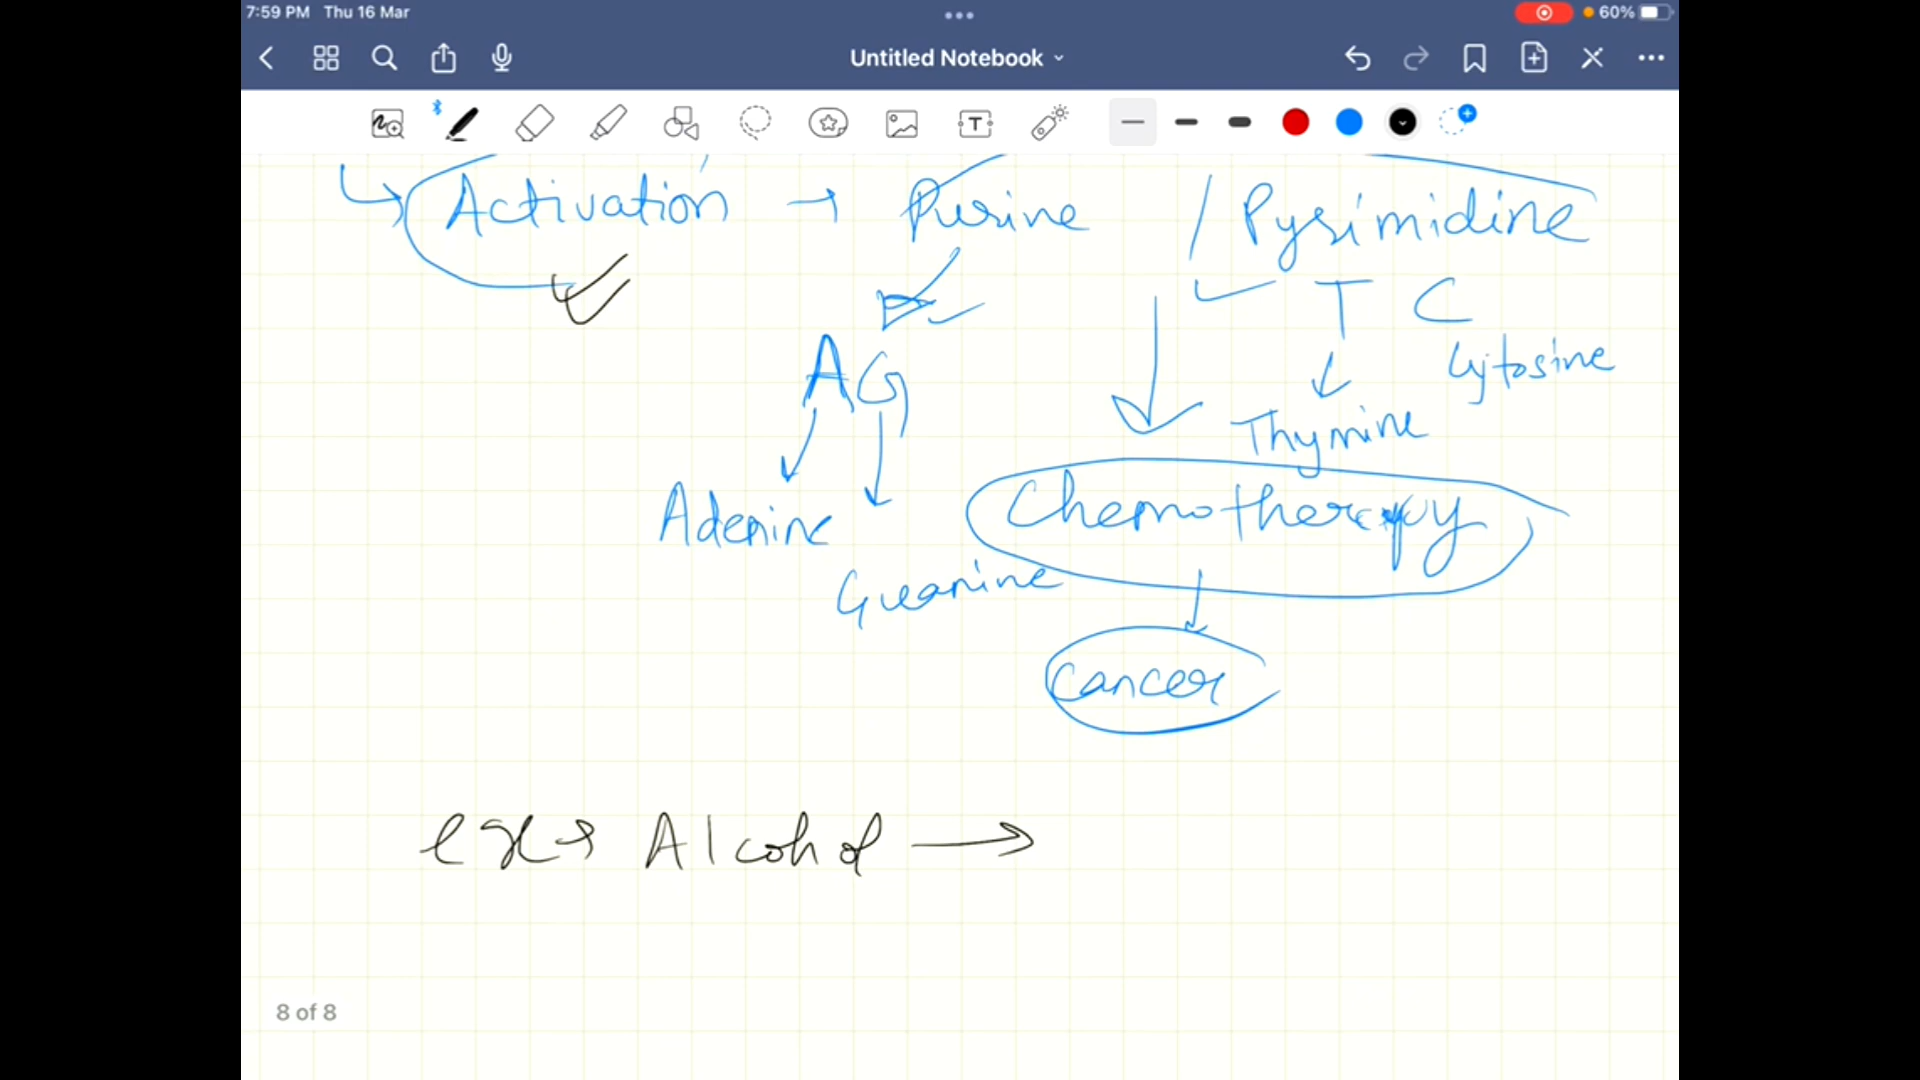 7:59 PM Thu 16 Mar
60%
Untitled Notebook
Activation → Purine / Pyrimidine
T C
A G
Cytosine
Thymine
Adenine
Chemotherapy
Guanine
Cancer
Alcohol →
8 of 8